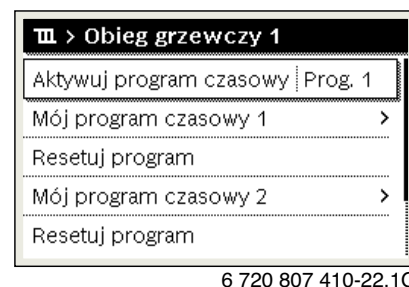 > Obieg grzewczy 1
Aktywuj program czasowy Prog. 1
Mój program czasowy 1 >
Resetuj program
Mój program czasowy 2 >
Resetuj program
6 720 807 410-22.1O